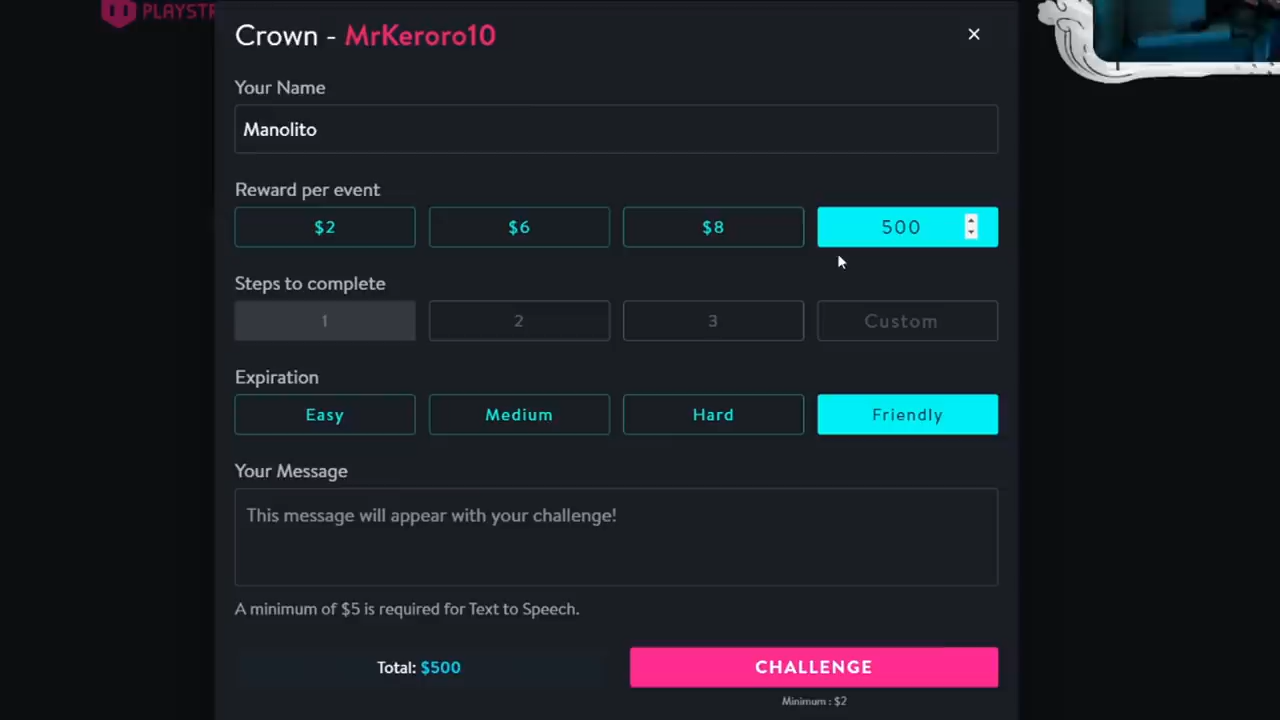 PLAYSTR
Crown - MrKeroro10
Your Name
Manolito
Reward per event
$2 $6 $8 500
Steps to complete
1 2 3 Custom
Expiration
Easy Medium Hard Friendly
Your Message
This message will appear with your challenge!
A minimum of $5 is required for Text to Speech.
Total: $500 CHALLENGE
Minimum : $2